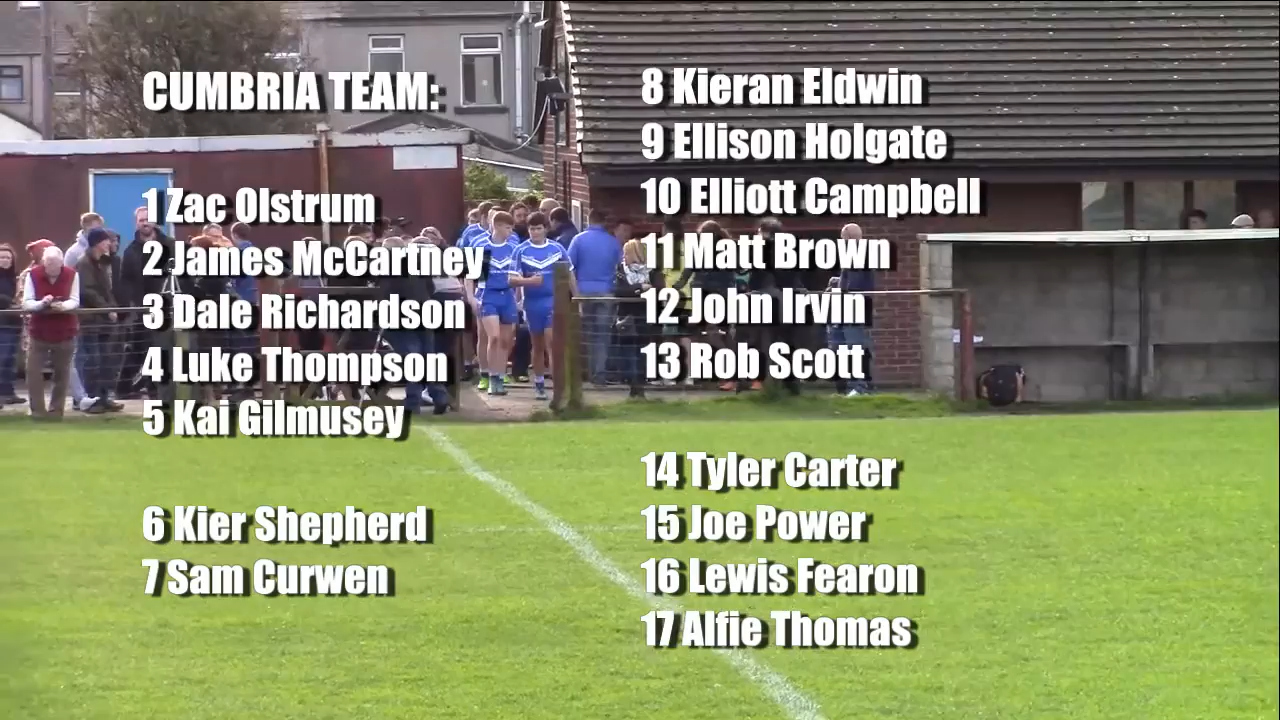 CUMBRIA TEAM:
1 Zac Olstrum
2 James McCartney
3 Dale Richardson
4 Luke Thompson
5 Kai Gilmusey
6 Kier Shepherd
7 Sam Curwen
8 Kieran Eldwin
9 Ellison Holgate
10 Elliott Campbell
11 Matt Brown
12 John Irvin
13 Rob Scott
14 Tyler Carter
15 Joe Power
16 Lewis Fearon
17 Alfie Thomas